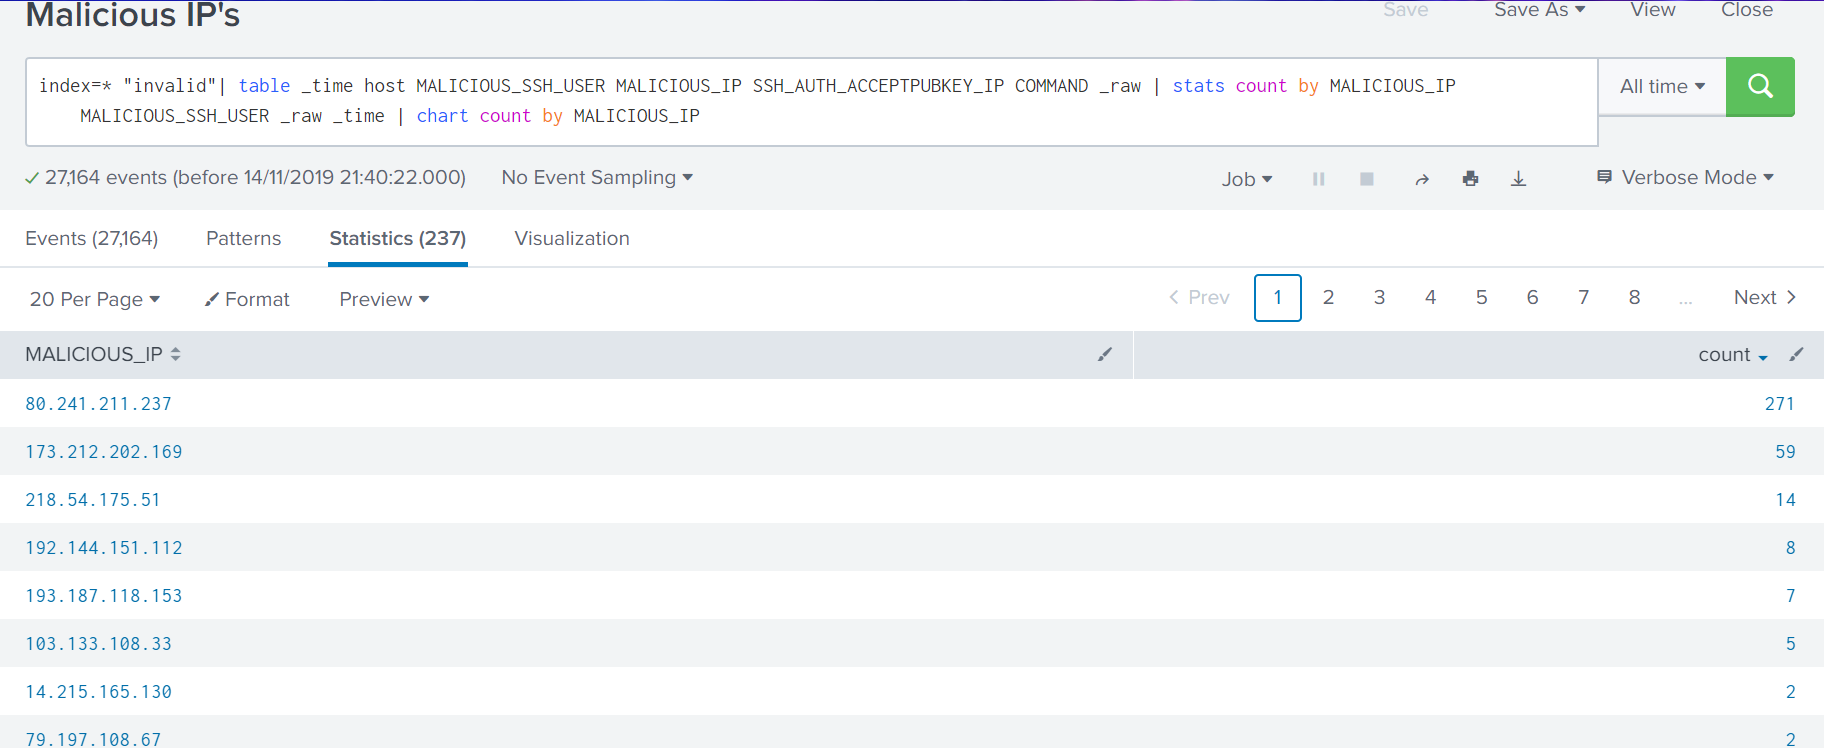 Malicious IP's
Save Save As View Close
index=* "invalid"| table _time host MALICIOUS_SSH_USER MALICIOUS_IP SSH_AUTH_ACCEPTPUBKEY_IP COMMAND _raw | stats count by MALICIOUS_IP
MALICIOUS_SSH_USER _raw _time | chart count by MALICIOUS_IP
All time
27,164 events (before 14/11/2019 21:40:22.000) No Event Sampling
Job Verbose Mode
Events (27,164) Patterns Statistics (237) Visualization
20 Per Page Format Preview
Prev 1 2 3 4 5 6 7 8 ... Next
MALICIOUS_IP count
80.241.211.237 271
173.212.202.169 59
218.54.175.51 14
192.144.151.112 8
193.187.118.153 7
103.133.108.33 5
14.215.165.130 2
79.197.108.67 2